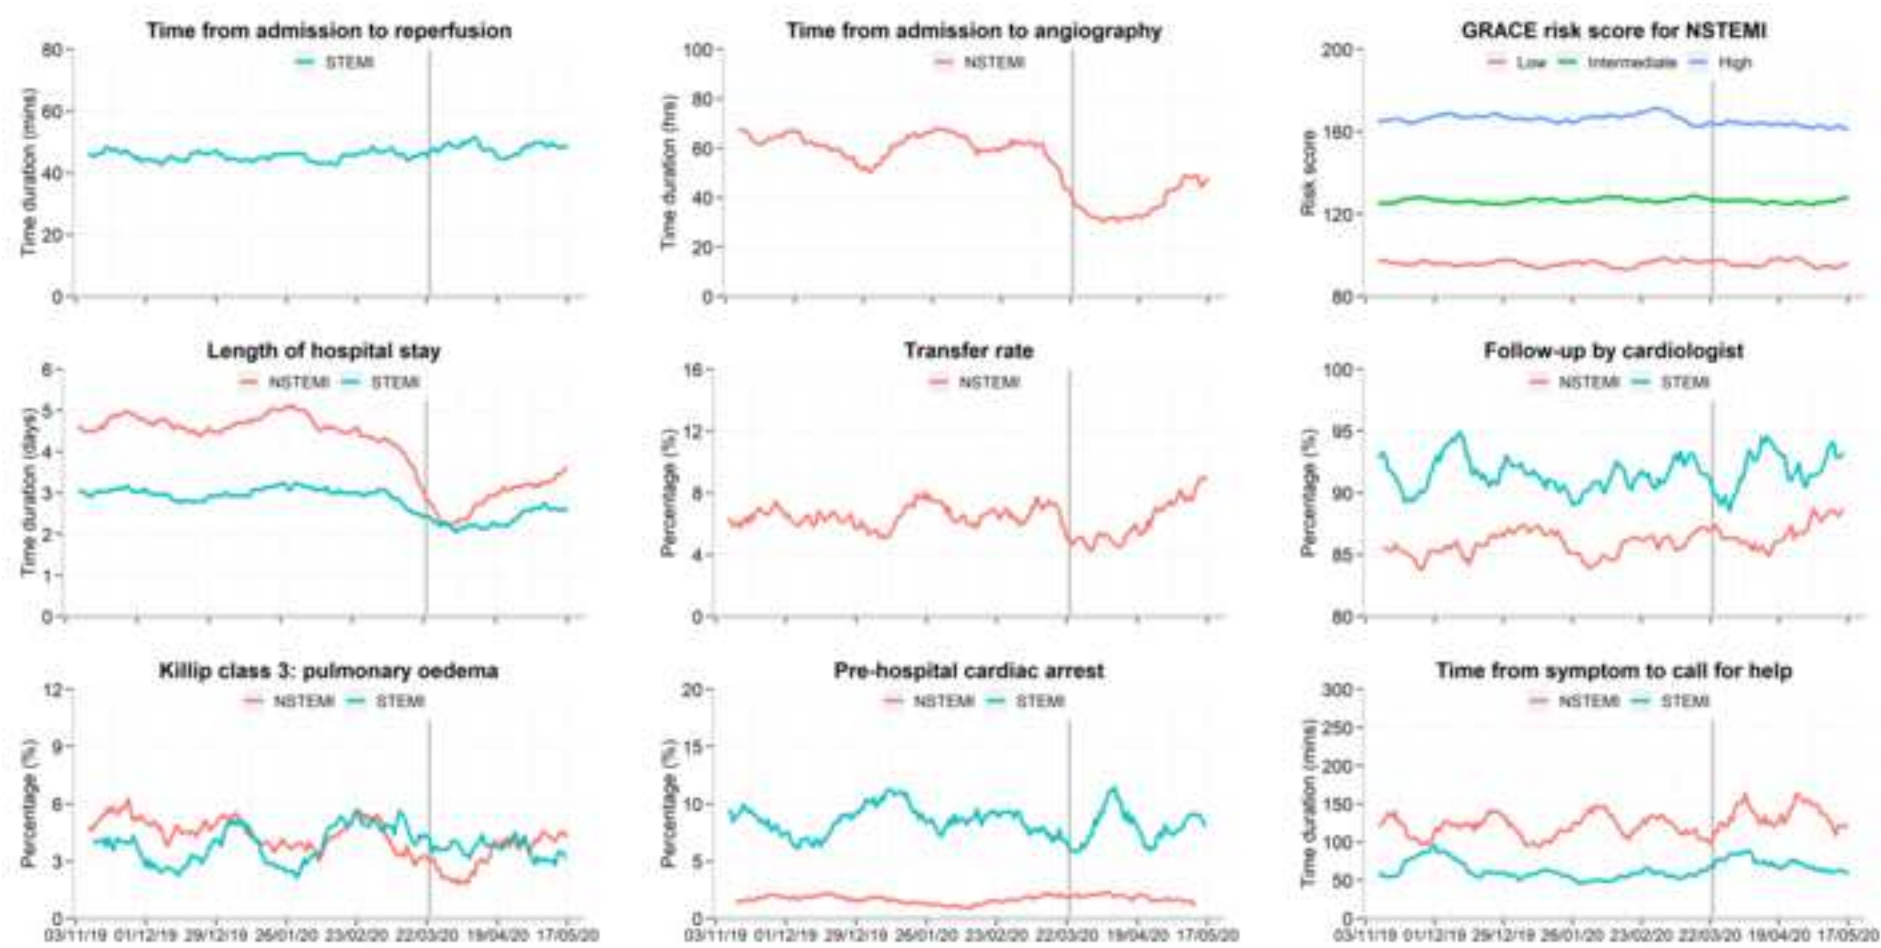 Time from admission to reperfusion
STEMI
Time duration (mins)
80
60
40
20
0
Time from admission to angiography
NSTEMI
Time duration (hrs)
100
80
60
40
20
0
GRACE risk score for NSTEMI
Low Intermediate High
Risk score
200
160
120
80
Length of hospital stay
NSTEMI STEMI
Time duration (days)
6
5
4
3
2
1
0
Transfer rate
NSTEMI
Percentage (%)
16
12
8
4
0
Follow-up by cardiologist
NSTEMI STEMI
Percentage (%)
100
95
90
85
80
Killip class 3: pulmonary oedema
NSTEMI STEMI
Percentage (%)
12
9
6
3
0
03/11/19 01/12/19 29/12/19 26/01/20 23/02/20 22/03/20 19/04/20 17/05/20
Pre-hospital cardiac arrest
NSTEMI STEMI
Percentage (%)
20
15
10
5
0
03/11/19 01/12/19 29/12/19 26/01/20 23/02/20 22/03/20 19/04/20 17/05/20
Time from symptom to call for help
NSTEMI STEMI
Time duration (mins)
300
250
200
150
100
50
0
03/11/19 01/12/19 29/12/19 26/01/20 23/02/20 22/03/20 19/04/20 17/05/20